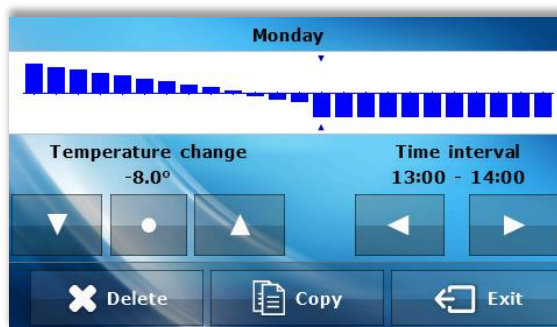 Monday
Temperature change
-8.0°
Time interval
13:00 - 14:00
Delete
Copy
Exit